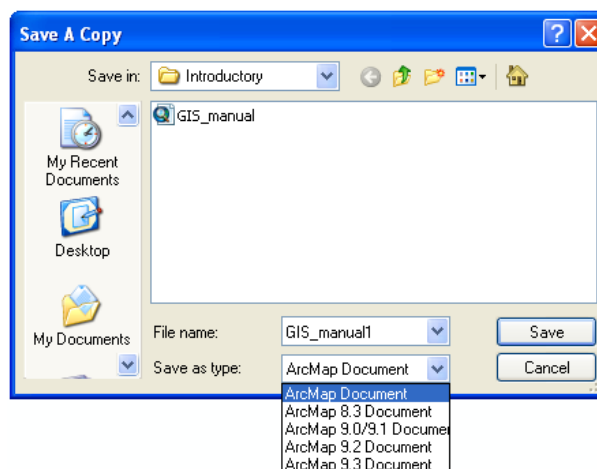 Save A Copy
Save in:
Introductory
GIS_manual
My Recent
Documents
Desktop
My Documents
File name:
GIS_manual1
Save
Save as type:
ArcMap Document
Cancel
ArcMap Document
ArcMap 8.3 Document
ArcMap 9.0/9.1 Docume
ArcMap 9.2 Document
ArcMap 9.3 Document